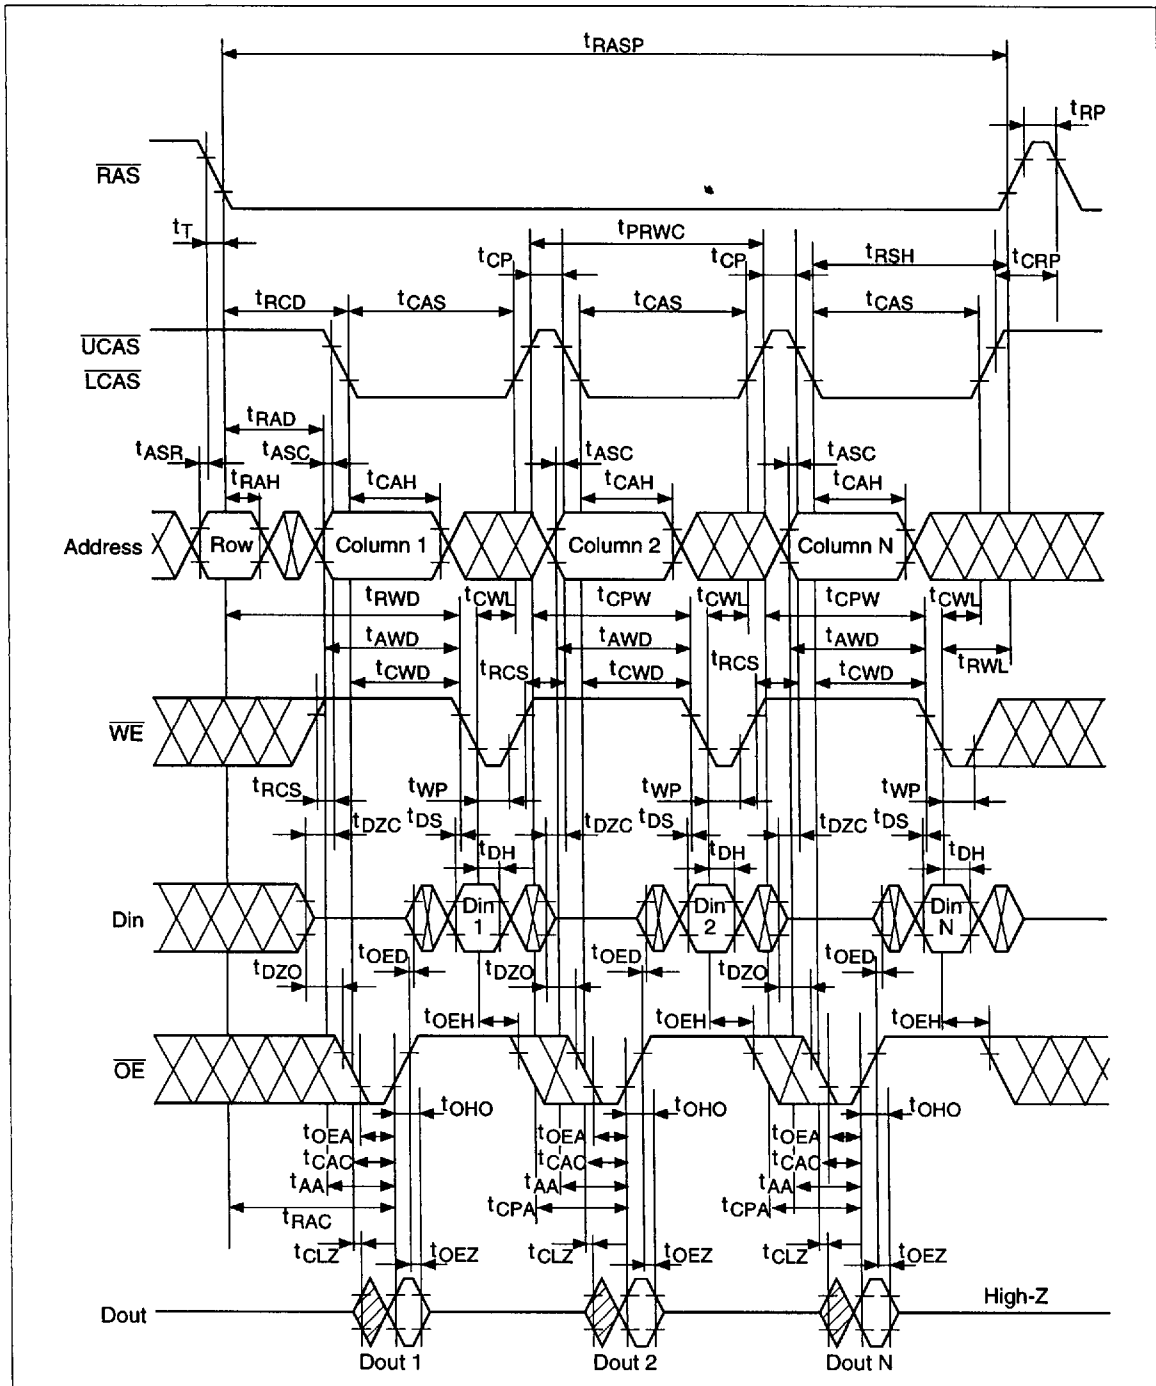 tRASP
tRP
RAS
tT
tPRWC
tCP tCP tRSH tCRP
tRCD tCAS tCAS tCAS
UCAS
LCAS
tRAD
tASR tASC tASC tASC
tRAH tCAH tCAH tCAH
Address Row Column 1 Column 2 Column N
tRWD tCWL tCPW tCWL tCPW tCWL
tAWD tAWD tAWD
tRCS tRCS tRWL
tCWD tCWD tCWD
WE
tRCS tWP tWP tWP
tDZC tDS tDZC tDS tDZC tDS
tDH tDH tDH
Din Din 1 Din 2 Din N
tDZO tOED tDZO tOED tDZO tOED
tOEH tOEH tOEH
OE
tOHO tOHO tOHO
tOEA tOEA tOEA
tCAC tCAC tCAC
tAA tAA tAA
tRAC tCPA tCPA
tCLZ tOEZ tCLZ tOEZ tCLZ tOEZ
High-Z
Dout
Dout 1 Dout 2 Dout N